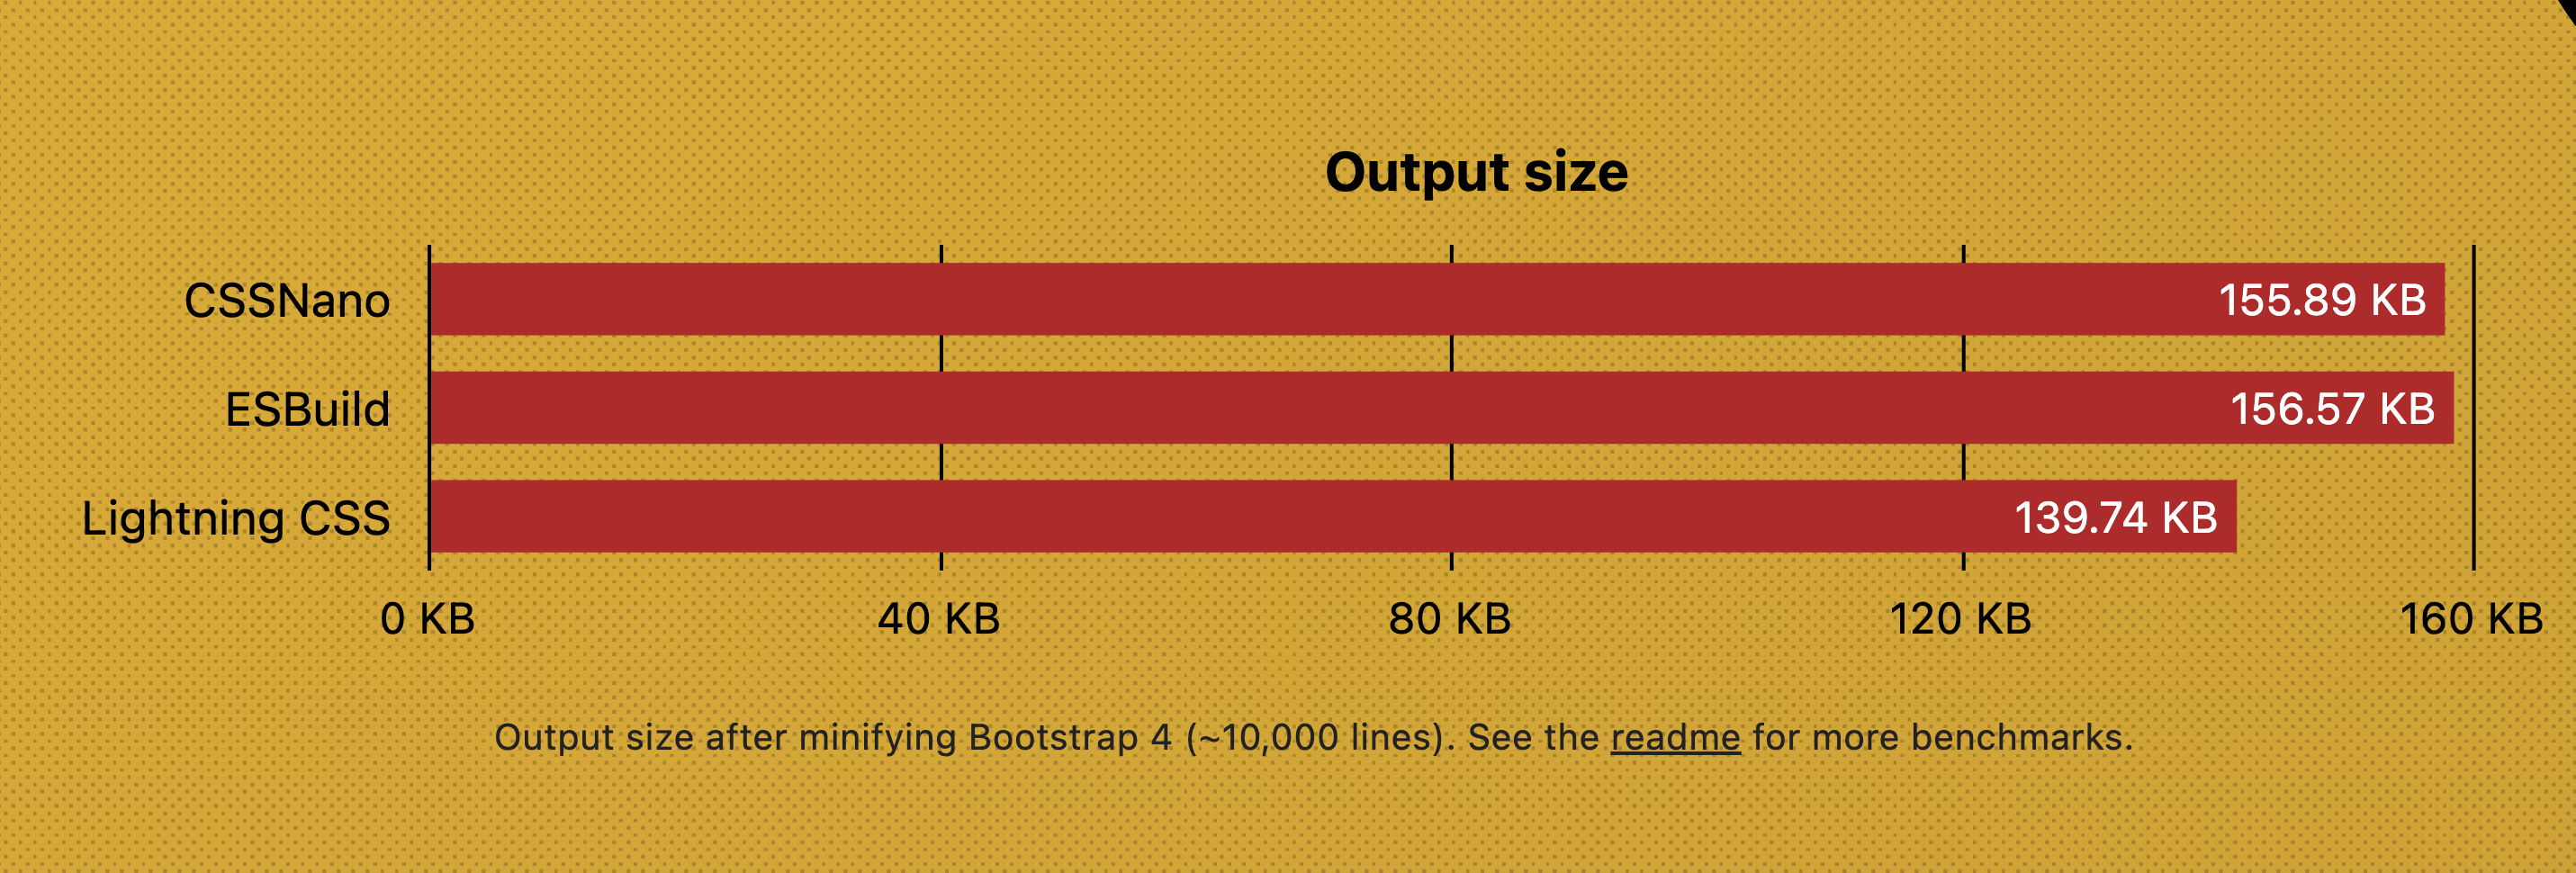 Output size
CSSNano
155.89 KB
ESBuild
156.57 KB
Lightning CSS
139.74 KB
0 KB
40 KB
80 KB
120 KB
160 KB
Output size after minifying Bootstrap 4 (~10,000 lines). See the readme for more benchmarks.